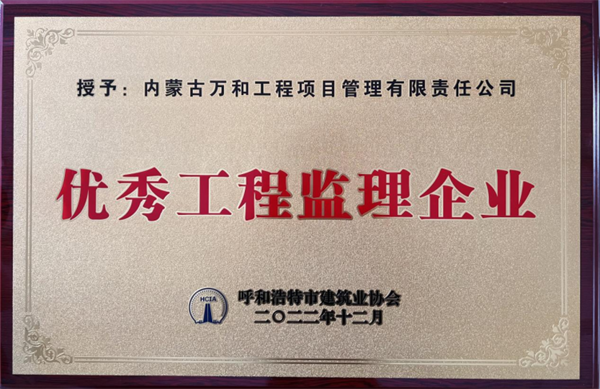 授予：内蒙古万和工程项目管理有限责任公司
优秀工程监理企业
HCIA
呼和浩特市建筑业协会
二〇二二年十二月